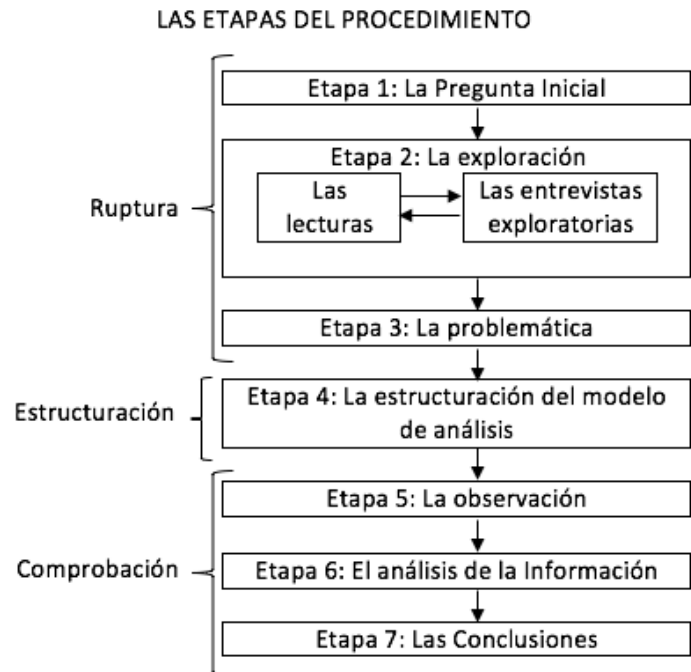 LAS ETAPAS DEL PROCEDIMIENTO
Etapa 1: La Pregunta Inicial
Etapa 2: La exploración
Las
lecturas
Las entrevistas
exploratorias
Ruptura
Etapa 3: La problemática
Estructuración
Etapa 4: La estructuración del modelo
de análisis
Etapa 5: La observación
Comprobación
Etapa 6: El análisis de la Información
Etapa 7: Las Conclusiones